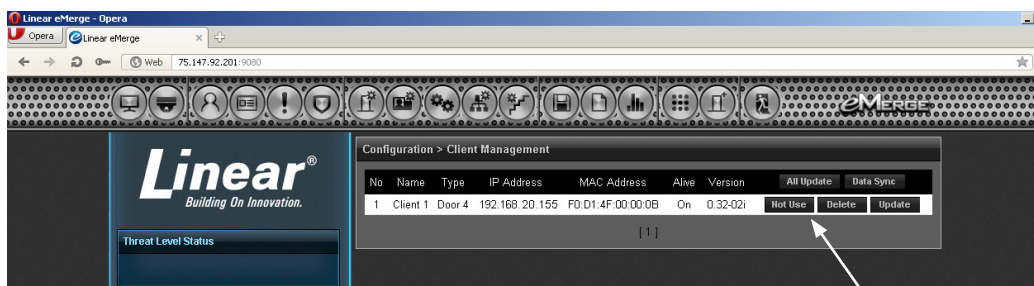 Linear eMerge - Opera
Opera
Linear eMerge
Web 75.147.92.201:9080
eMERGE
Linear®
Building On Innovation.
Threat Level Status
Configuration > Client Management
No Name Type IP Address MAC Address Alive Version All Update Data Sync
1 Client 1 Door 4 192.168.20.155 F0:D1:4F:00:00:0B On 0.32-02i Not Use Delete Update
[ 1 ]